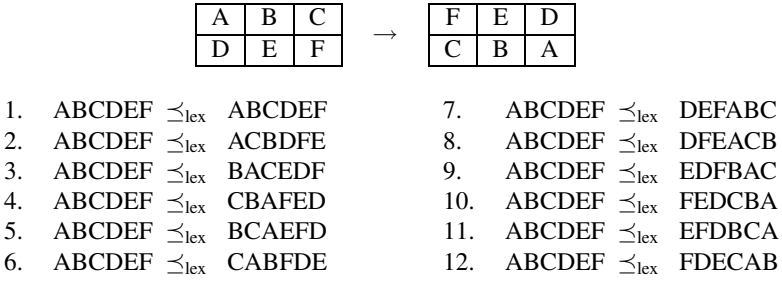 A B C → F E D
D E F C B A
1. ABCDEF ⪯lex ABCDEF
2. ABCDEF ⪯lex ACBDFE
3. ABCDEF ⪯lex BACEDF
4. ABCDEF ⪯lex CBAFED
5. ABCDEF ⪯lex BCAEFD
6. ABCDEF ⪯lex CABFDE
7. ABCDEF ⪯lex DEFABC
8. ABCDEF ⪯lex DFEACB
9. ABCDEF ⪯lex EDFBAC
10. ABCDEF ⪯lex FEDCBA
11. ABCDEF ⪯lex EFDBCA
12. ABCDEF ⪯lex FDECAB